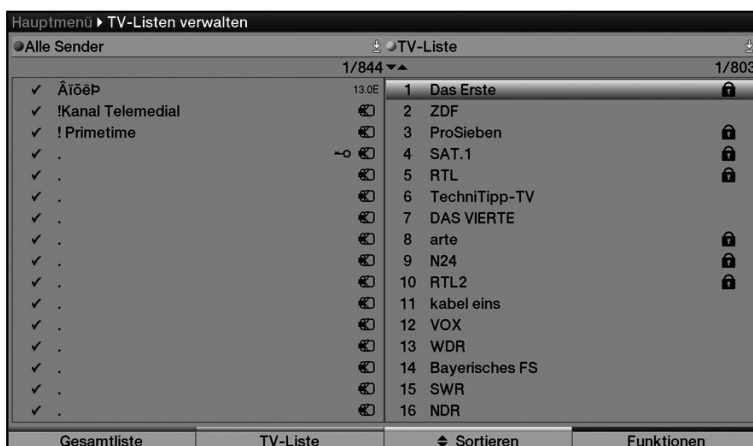 Hauptmenü ▸ TV-Listen verwalten
Alle Sender
1/844
✔ Âïõëþ 13.0E
✔ !Kanal Telemedial
✔ ! Primetime
✔ .
✔ .
✔ .
✔ .
✔ .
✔ .
✔ .
✔ .
✔ .
✔ .
✔ .
✔ .
✔ .
TV-Liste
1/803
1 Das Erste
2 ZDF
3 ProSieben
4 SAT.1
5 RTL
6 TechniTipp-TV
7 DAS VIERTE
8 arte
9 N24
10 RTL2
11 kabel eins
12 VOX
13 WDR
14 Bayerisches FS
15 SWR
16 NDR
Gesamtliste
TV-Liste
Sortieren
Funktionen